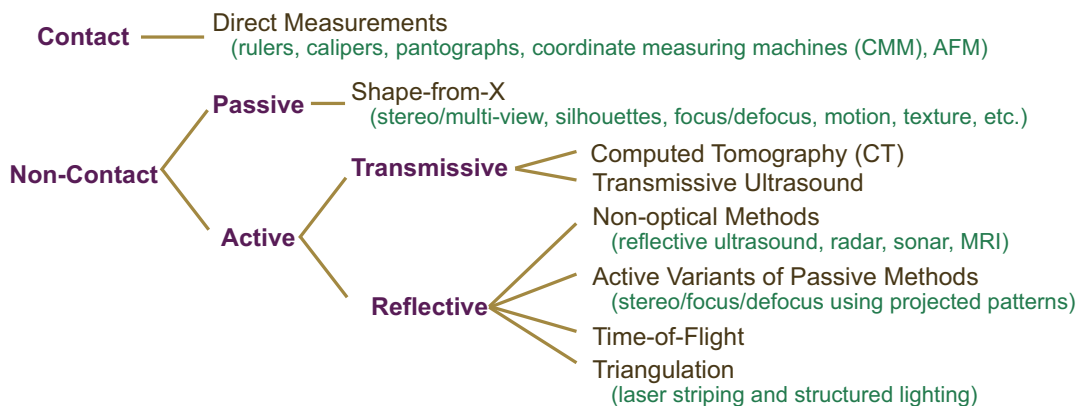 Contact
Direct Measurements
(rulers, calipers, pantographs, coordinate measuring machines (CMM), AFM)
Non-Contact
Passive
Shape-from-X
(stereo/multi-view, silhouettes, focus/defocus, motion, texture, etc.)
Active
Transmissive
Computed Tomography (CT)
Transmissive Ultrasound
Reflective
Non-optical Methods
(reflective ultrasound, radar, sonar, MRI)
Active Variants of Passive Methods
(stereo/focus/defocus using projected patterns)
Time-of-Flight
Triangulation
(laser striping and structured lighting)